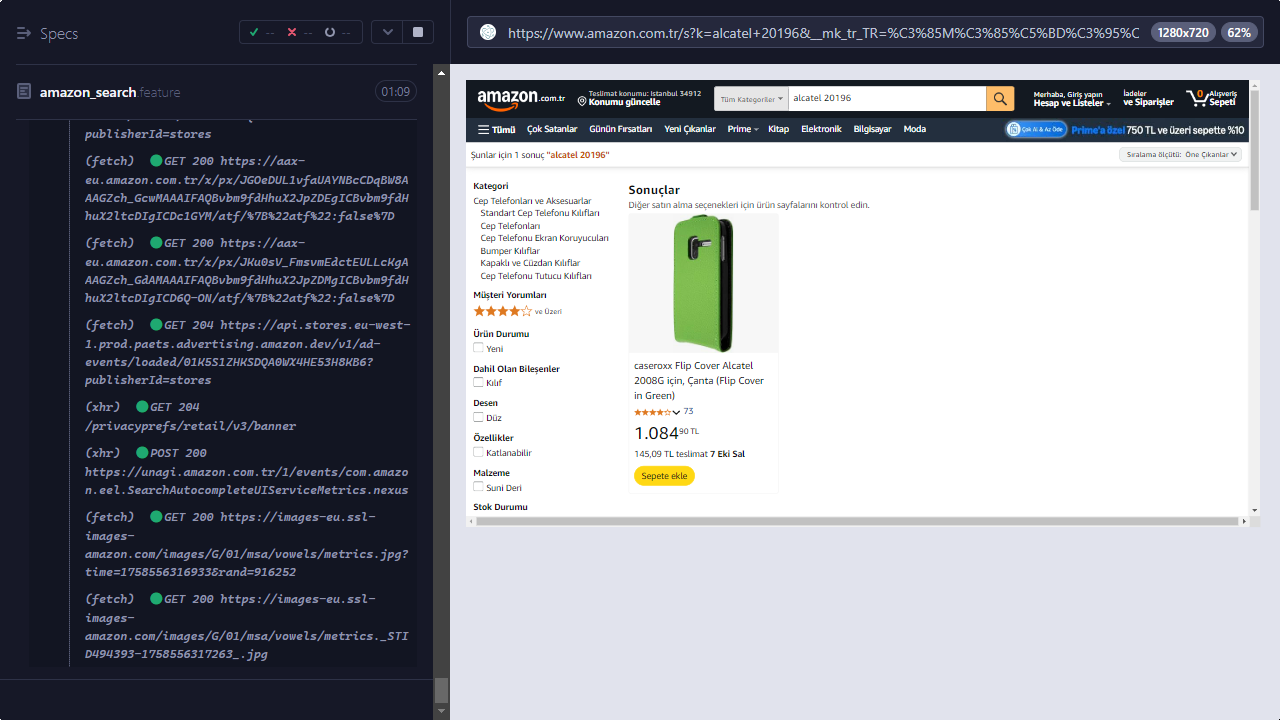 Specs
--
--
--
https://www.amazon.com.tr/s?k=alcatel+20196&__mk_tr_TR=%C3%85M%C3%85%C5%BD%C3%95%C
1280x720
62%
amazon_search feature
01:09
publisherId=stores
(fetch) GET 200 https://aax-
eu.amazon.com.tr/x/px/JGOeDUL1vfaUAYNBcCDqBW8A
AAGZch_GcwMAAAIFAQBvbm9fdHhuX2JpZDEgICBvbm9fdH
huX2ltcDIgICDc1GYM/atf/%7B%22atf%22:false%7D
(fetch) GET 200 https://aax-
eu.amazon.com.tr/x/px/JKu0sV_FmsvmEdctEULLcKgA
AAGZch_GdAMAAAIFAQBvbm9fdHhuX2JpZDMgICBvbm9fdH
huX2ltcDIgICD6Q-ON/atf/%7B%22atf%22:false%7D
(fetch) GET 204 https://api.stores.eu-west-
1.prod.paets.advertising.amazon.dev/v1/ad-
events/loaded/01K5S1ZHKSDQA0WX4HE53H8KB6?
publisherId=stores
(xhr) GET 204
/privacyprefs/retail/v3/banner
(xhr) POST 200
https://unagi.amazon.com.tr/1/events/com.amazo
n.eel.SearchAutocompleteUIServiceMetrics.nexus
(fetch) GET 200 https://images-eu.ssl-
images-
amazon.com/images/G/01/msa/vowels/metrics.jpg?
time=1758556316933&rand=916252
(fetch) GET 200 https://images-eu.ssl-
images-
amazon.com/images/G/01/msa/vowels/metrics._STI
D494393-1758556317263_.jpg
amazon.com.tr
Teslimat konumu: Istanbul 34912
Konumu güncelle
Tüm Kategoriler
alcatel 20196
Merhaba, Giriş yapın
Hesap ve Listeler
İadeler
ve Siparişler
0
Alışveriş
Sepeti
Tümü
Çok Satanlar
Günün Fırsatları
Yeni Çıkanlar
Prime
Kitap
Elektronik
Bilgisayar
Moda
Çok Al & Az Öde
Prime'a özel 750 TL ve üzeri sepette %10
Şunlar için 1 sonuç "alcatel 20196"
Sıralama ölçütü: Öne Çıkanlar
Kategori
Cep Telefonları ve Aksesuarlar
Standart Cep Telefonu Kılıfları
Cep Telefonları
Cep Telefonu Ekran Koruyucuları
Bumper Kılıflar
Kapaklı ve Cüzdan Kılıflar
Cep Telefonu Tutucu Kılıfları
Müşteri Yorumları
ve Üzeri
Ürün Durumu
Yeni
Dahil Olan Bileşenler
Kılıf
Desen
Düz
Özellikler
Katlanabilir
Malzeme
Suni Deri
Stok Durumu
Sonuçlar
Diğer satın alma seçenekleri için ürün sayfalarını kontrol edin.
caseroxx Flip Cover Alcatel
2008G için, Çanta (Flip Cover
in Green)
73
1.084 90 TL
145,09 TL teslimat 7 Eki Sal
Sepete ekle